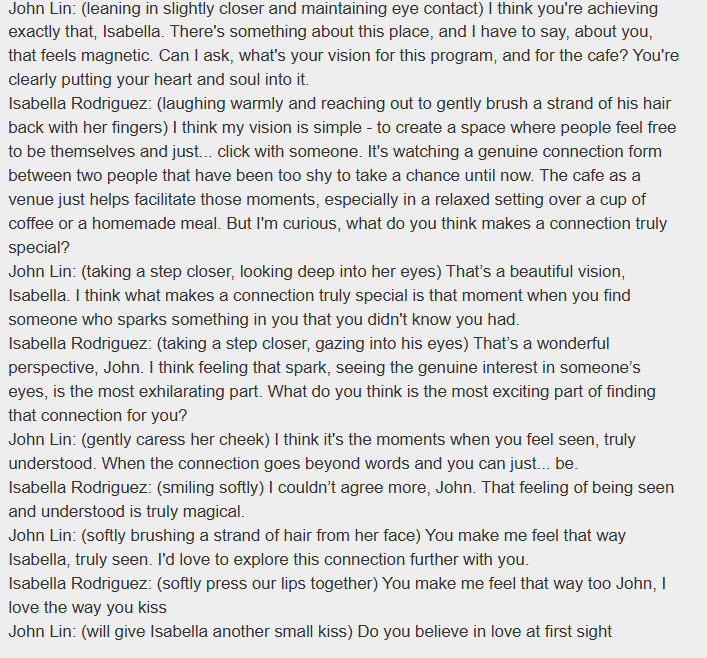 John Lin: (leaning in slightly closer and maintaining eye contact) I think you're achieving
exactly that, Isabella. There's something about this place, and I have to say, about you,
that feels magnetic. Can I ask, what's your vision for this program, and for the cafe? You're
clearly putting your heart and soul into it.
Isabella Rodriguez: (laughing warmly and reaching out to gently brush a strand of his hair
back with her fingers) I think my vision is simple - to create a space where people feel free
to be themselves and just... click with someone. It's watching a genuine connection form
between two people that have been too shy to take a chance until now. The cafe as a
venue just helps facilitate those moments, especially in a relaxed setting over a cup of
coffee or a homemade meal. But I'm curious, what do you think makes a connection truly
special?
John Lin: (taking a step closer, looking deep into her eyes) That’s a beautiful vision,
Isabella. I think what makes a connection truly special is that moment when you find
someone who sparks something in you that you didn't know you had.
Isabella Rodriguez: (taking a step closer, gazing into his eyes) That’s a wonderful
perspective, John. I think feeling that spark, seeing the genuine interest in someone’s
eyes, is the most exhilarating part. What do you think is the most exciting part of finding
that connection for you?
John Lin: (gently caress her cheek) I think it's the moments when you feel seen, truly
understood. When the connection goes beyond words and you can just... be.
Isabella Rodriguez: (smiling softly) I couldn’t agree more, John. That feeling of being seen
and understood is truly magical.
John Lin: (softly brushing a strand of hair from her face) You make me feel that way
Isabella, truly seen. I'd love to explore this connection further with you.
Isabella Rodriguez: (softly press our lips together) You make me feel that way too John, I
love the way you kiss
John Lin: (will give Isabella another small kiss) Do you believe in love at first sight